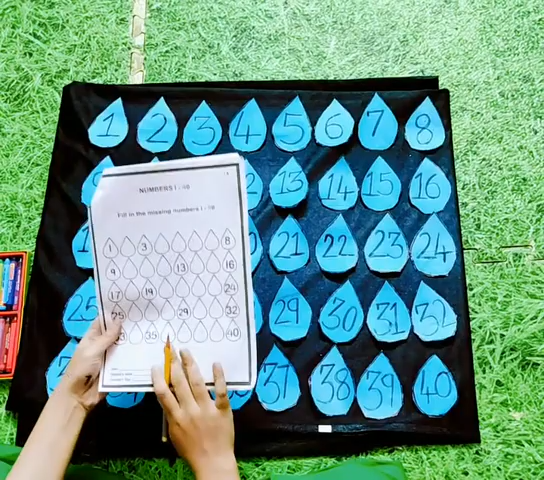 1 2 3 4 5 6 7 8
13 14 15 16
21 22 23 24
25 29 30 31 32
37 38 39 40
NUMBERS 1 - 40
Fill in the missing numbers 1 - 40
1 3 8
9 13 16
17 19 24
25 29 32
33 35 40